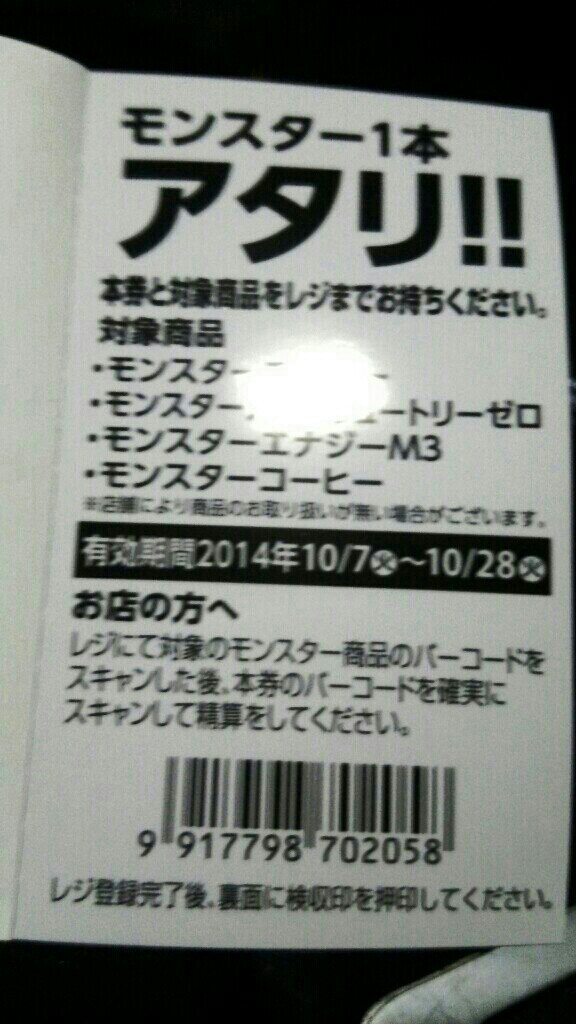 モンスター1本
アタリ!!
本券と対象商品をレジまでお持ちください。
対象商品
・モンスター
・モンスター ートリーゼロ
・モンスターエナジーM3
・モンスターコーヒー
※店舗により商品のお取り扱いが無い場合がございます。
有効期間2014年10/7㊋〜10/28㊋
お店の方へ
レジにて対象のモンスター商品のバーコードを
スキャンした後、本券のバーコードを確実に
スキャンして精算をしてください。
9 917798 702058
レジ登録完了後、裏面に検収印を押印してください。